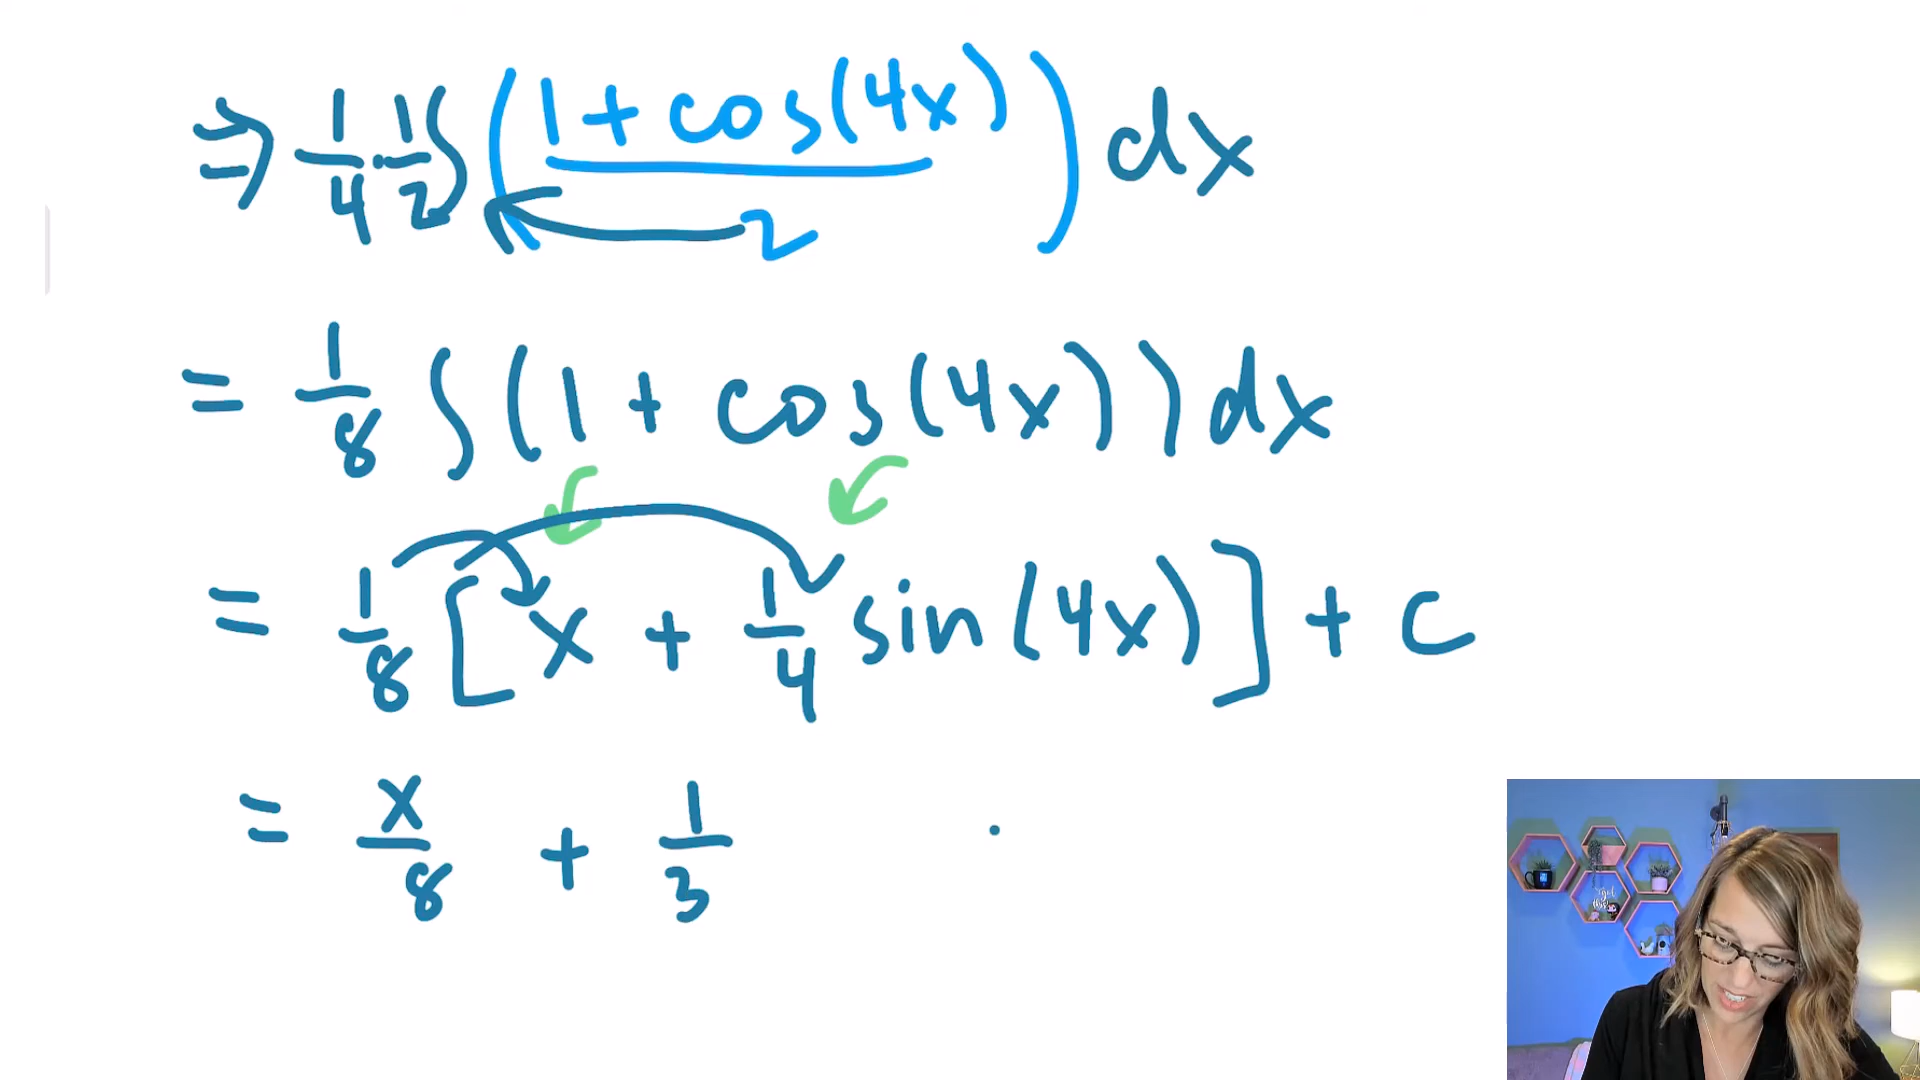 ⇒ 1/4 · 1/2 ∫ ( (1 + cos(4x))/2 ) dx
= 1/8 ∫ (1 + cos(4x)) dx
= 1/8 [ x + 1/4 sin(4x) ] + c
= x/8 + 1/3